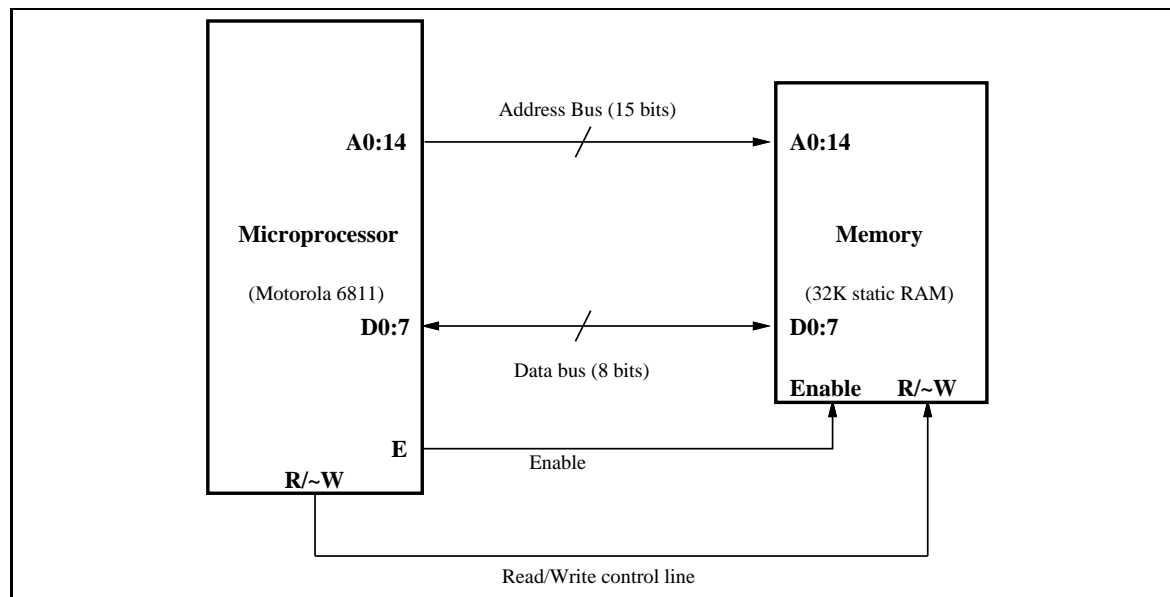 Address Bus (15 bits)
A0:14
A0:14
Microprocessor
Memory
(Motorola 6811)
(32K static RAM)
D0:7
D0:7
Data bus (8 bits)
Enable
R/~W
E
Enable
R/~W
Read/Write control line